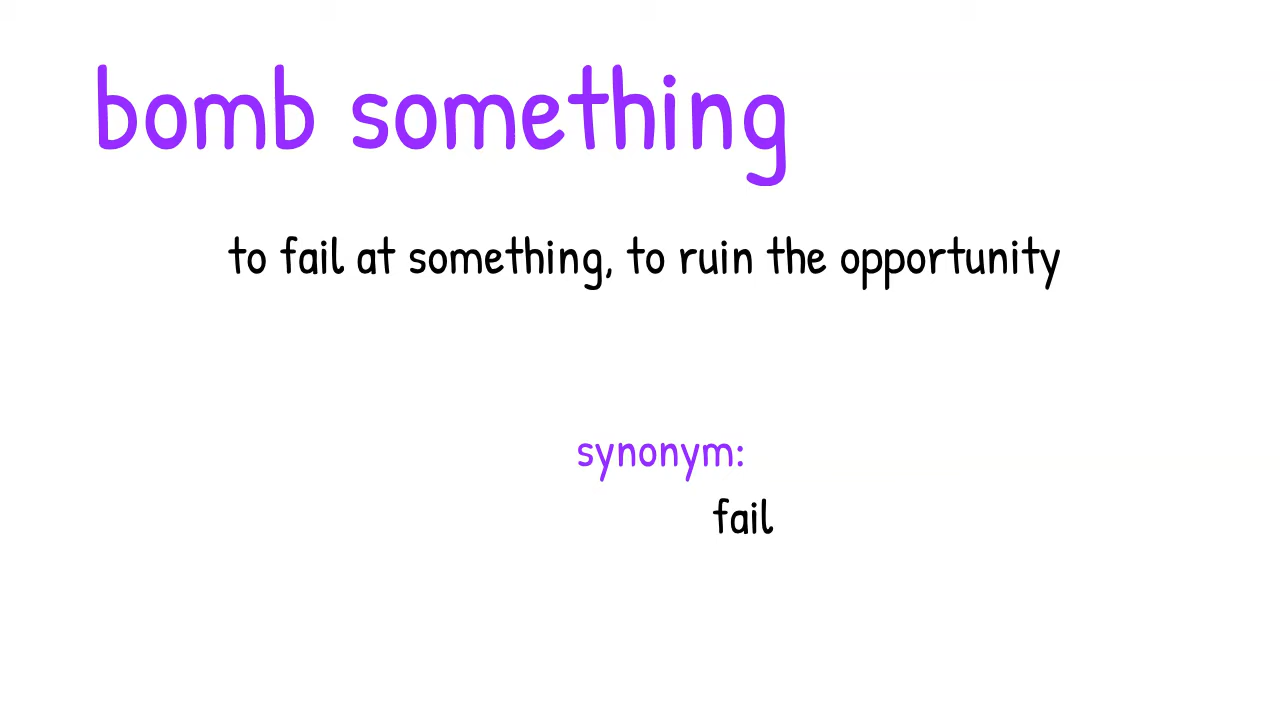 bomb something
to fail at something, to ruin the opportunity
synonym:
fail